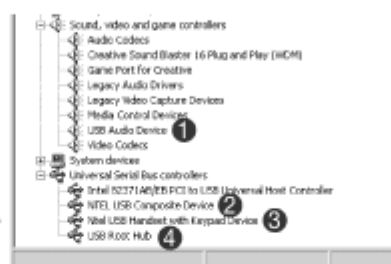 Sound, video and game controllers
Audio Codecs
Creative Sound Blaster 16 Plug and Play (WDM)
Game Port for Creative
Legacy Audio Drivers
Legacy Video Capture Devices
Media Control Devices
USB Audio Device 1
Video Codecs
System devices
Universal Serial Bus controllers
Intel 82371AB/EB PCI to USB Universal Host Controller
NTEL USB Composite Device 2
Ntel USB Handset with Keypad Device 3
USB Root Hub 4